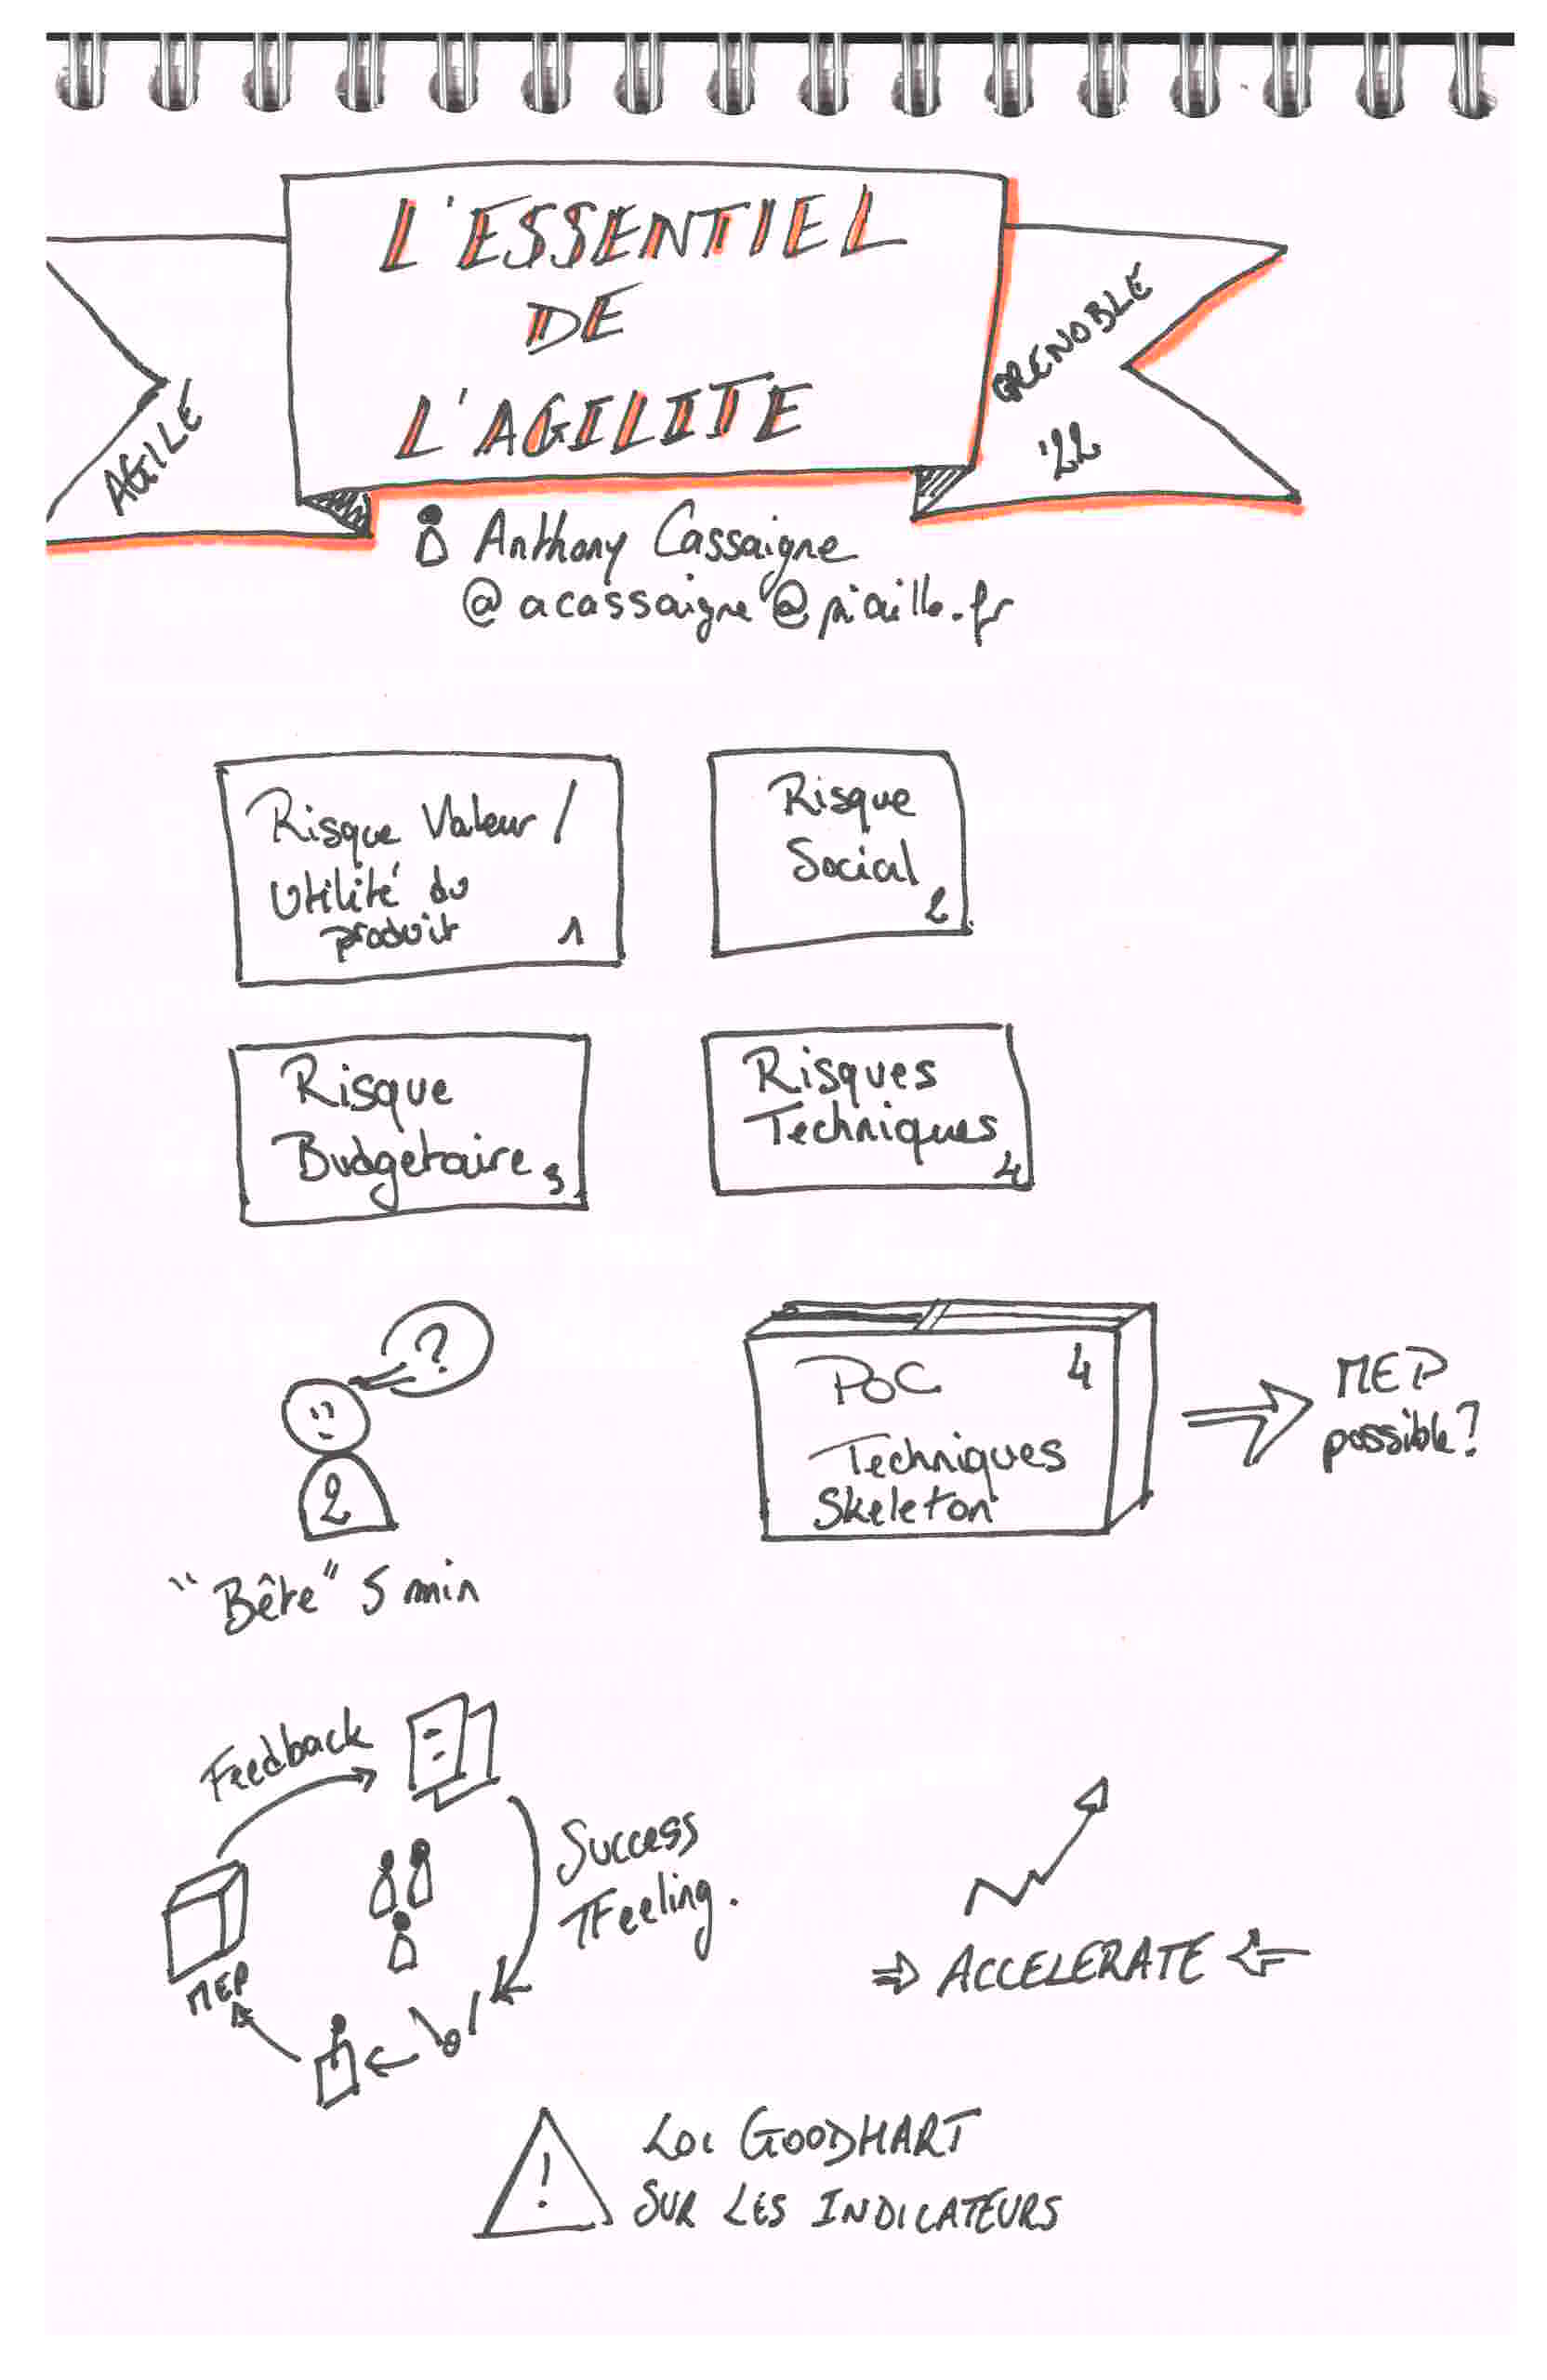 L'ESSENTIEL
DE
L'AGILITE
AGILE
GRENOBLE
'22
Anthony Cassaigne
@acassaigne@piaille.fr
Risque Valeur /
Utilité du
produit
1
Risque
Social
2
Risque
Budgetaire 3
Risques
Techniques
4
?
2
"Bête" 5 min
POC 4
Techniques
Skeleton
MEP
possible?
Feedback
Success
Feeling.
MEP
⇒ ACCELERATE ⇐
!
LOI GOODHART
SUR LES INDICATEURS